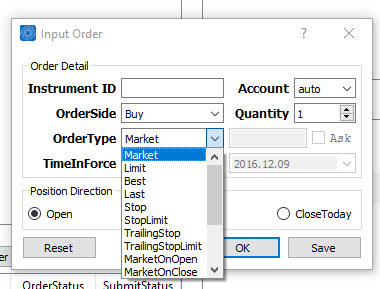 Input Order
Order Detail
Instrument ID
Account auto
OrderSide Buy
Quantity 1
OrderType Market
Ask
TimeInForce
2016.12.09
Market
Limit
Best
Last
Stop
StopLimit
TrailingStop
TrailingStopLimit
MarketOnOpen
MarketOnClose
Position Direction
Open
CloseToday
Reset
OK
Save
er
OrderStatus
SubmitStatus